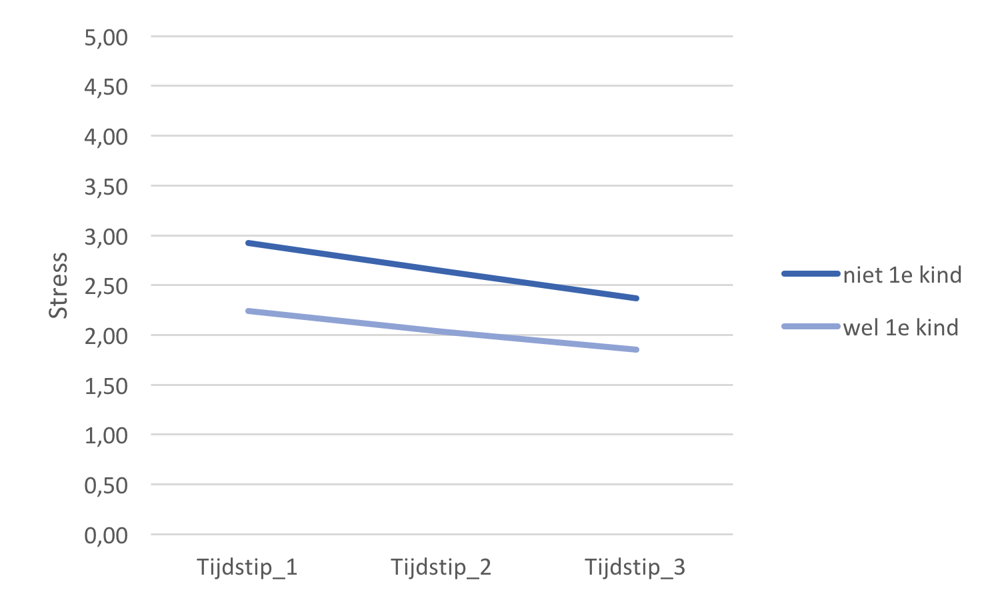 5,00
4,50
4,00
3,50
3,00
2,50
2,00
1,50
1,00
0,50
0,00
Stress
Tijdstip_1 Tijdstip_2 Tijdstip_3
niet 1e kind
wel 1e kind